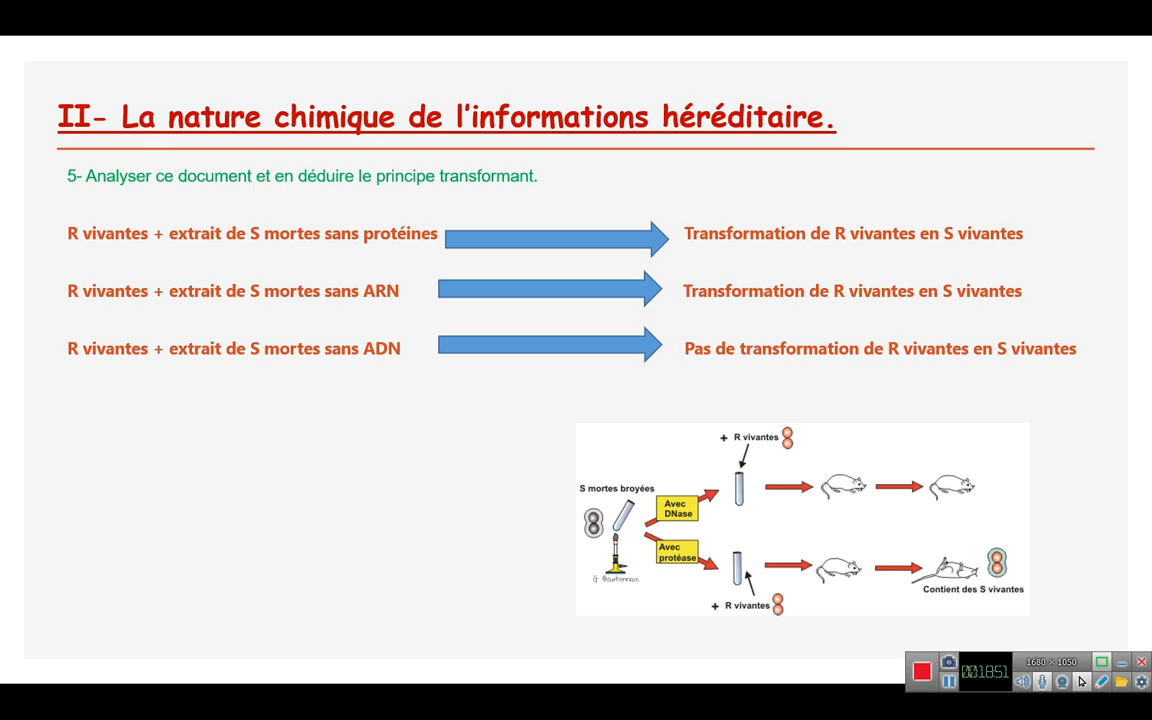 II- La nature chimique de l'informations héréditaire.
5- Analyser ce document et en déduire le principe transformant.
R vivantes + extrait de S mortes sans protéines
Transformation de R vivantes en S vivantes
R vivantes + extrait de S mortes sans ARN
Transformation de R vivantes en S vivantes
R vivantes + extrait de S mortes sans ADN
Pas de transformation de R vivantes en S vivantes
+ R vivantes
S mortes broyées
Avec
DNase
Avec
protéase
G Bourbonnais
Contient des S vivantes
+ R vivantes
1680 × 1050